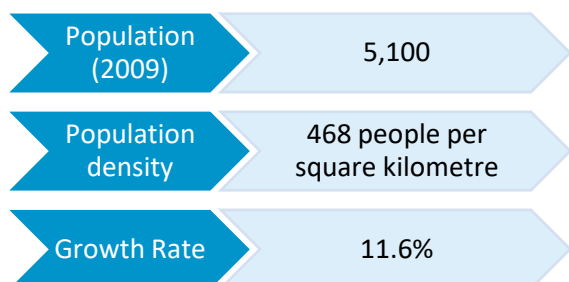 Population
(2009)
5,100
Population
density
468 people per
square kilometre
Growth Rate
11.6%